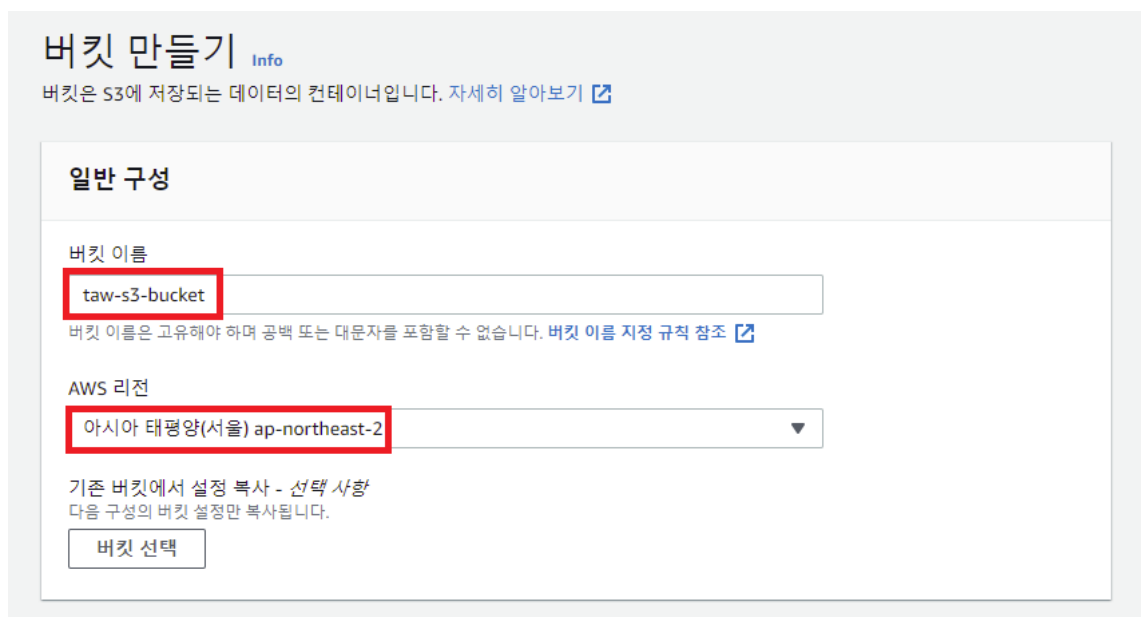 버킷 만들기 Info
버킷은 S3에 저장되는 데이터의 컨테이너입니다. 자세히 알아보기
일반 구성
버킷 이름
taw-s3-bucket
버킷 이름은 고유해야 하며 공백 또는 대문자를 포함할 수 없습니다. 버킷 이름 지정 규칙 참조
AWS 리전
아시아 태평양(서울) ap-northeast-2
기존 버킷에서 설정 복사 - 선택 사항
다음 구성의 버킷 설정만 복사됩니다.
버킷 선택